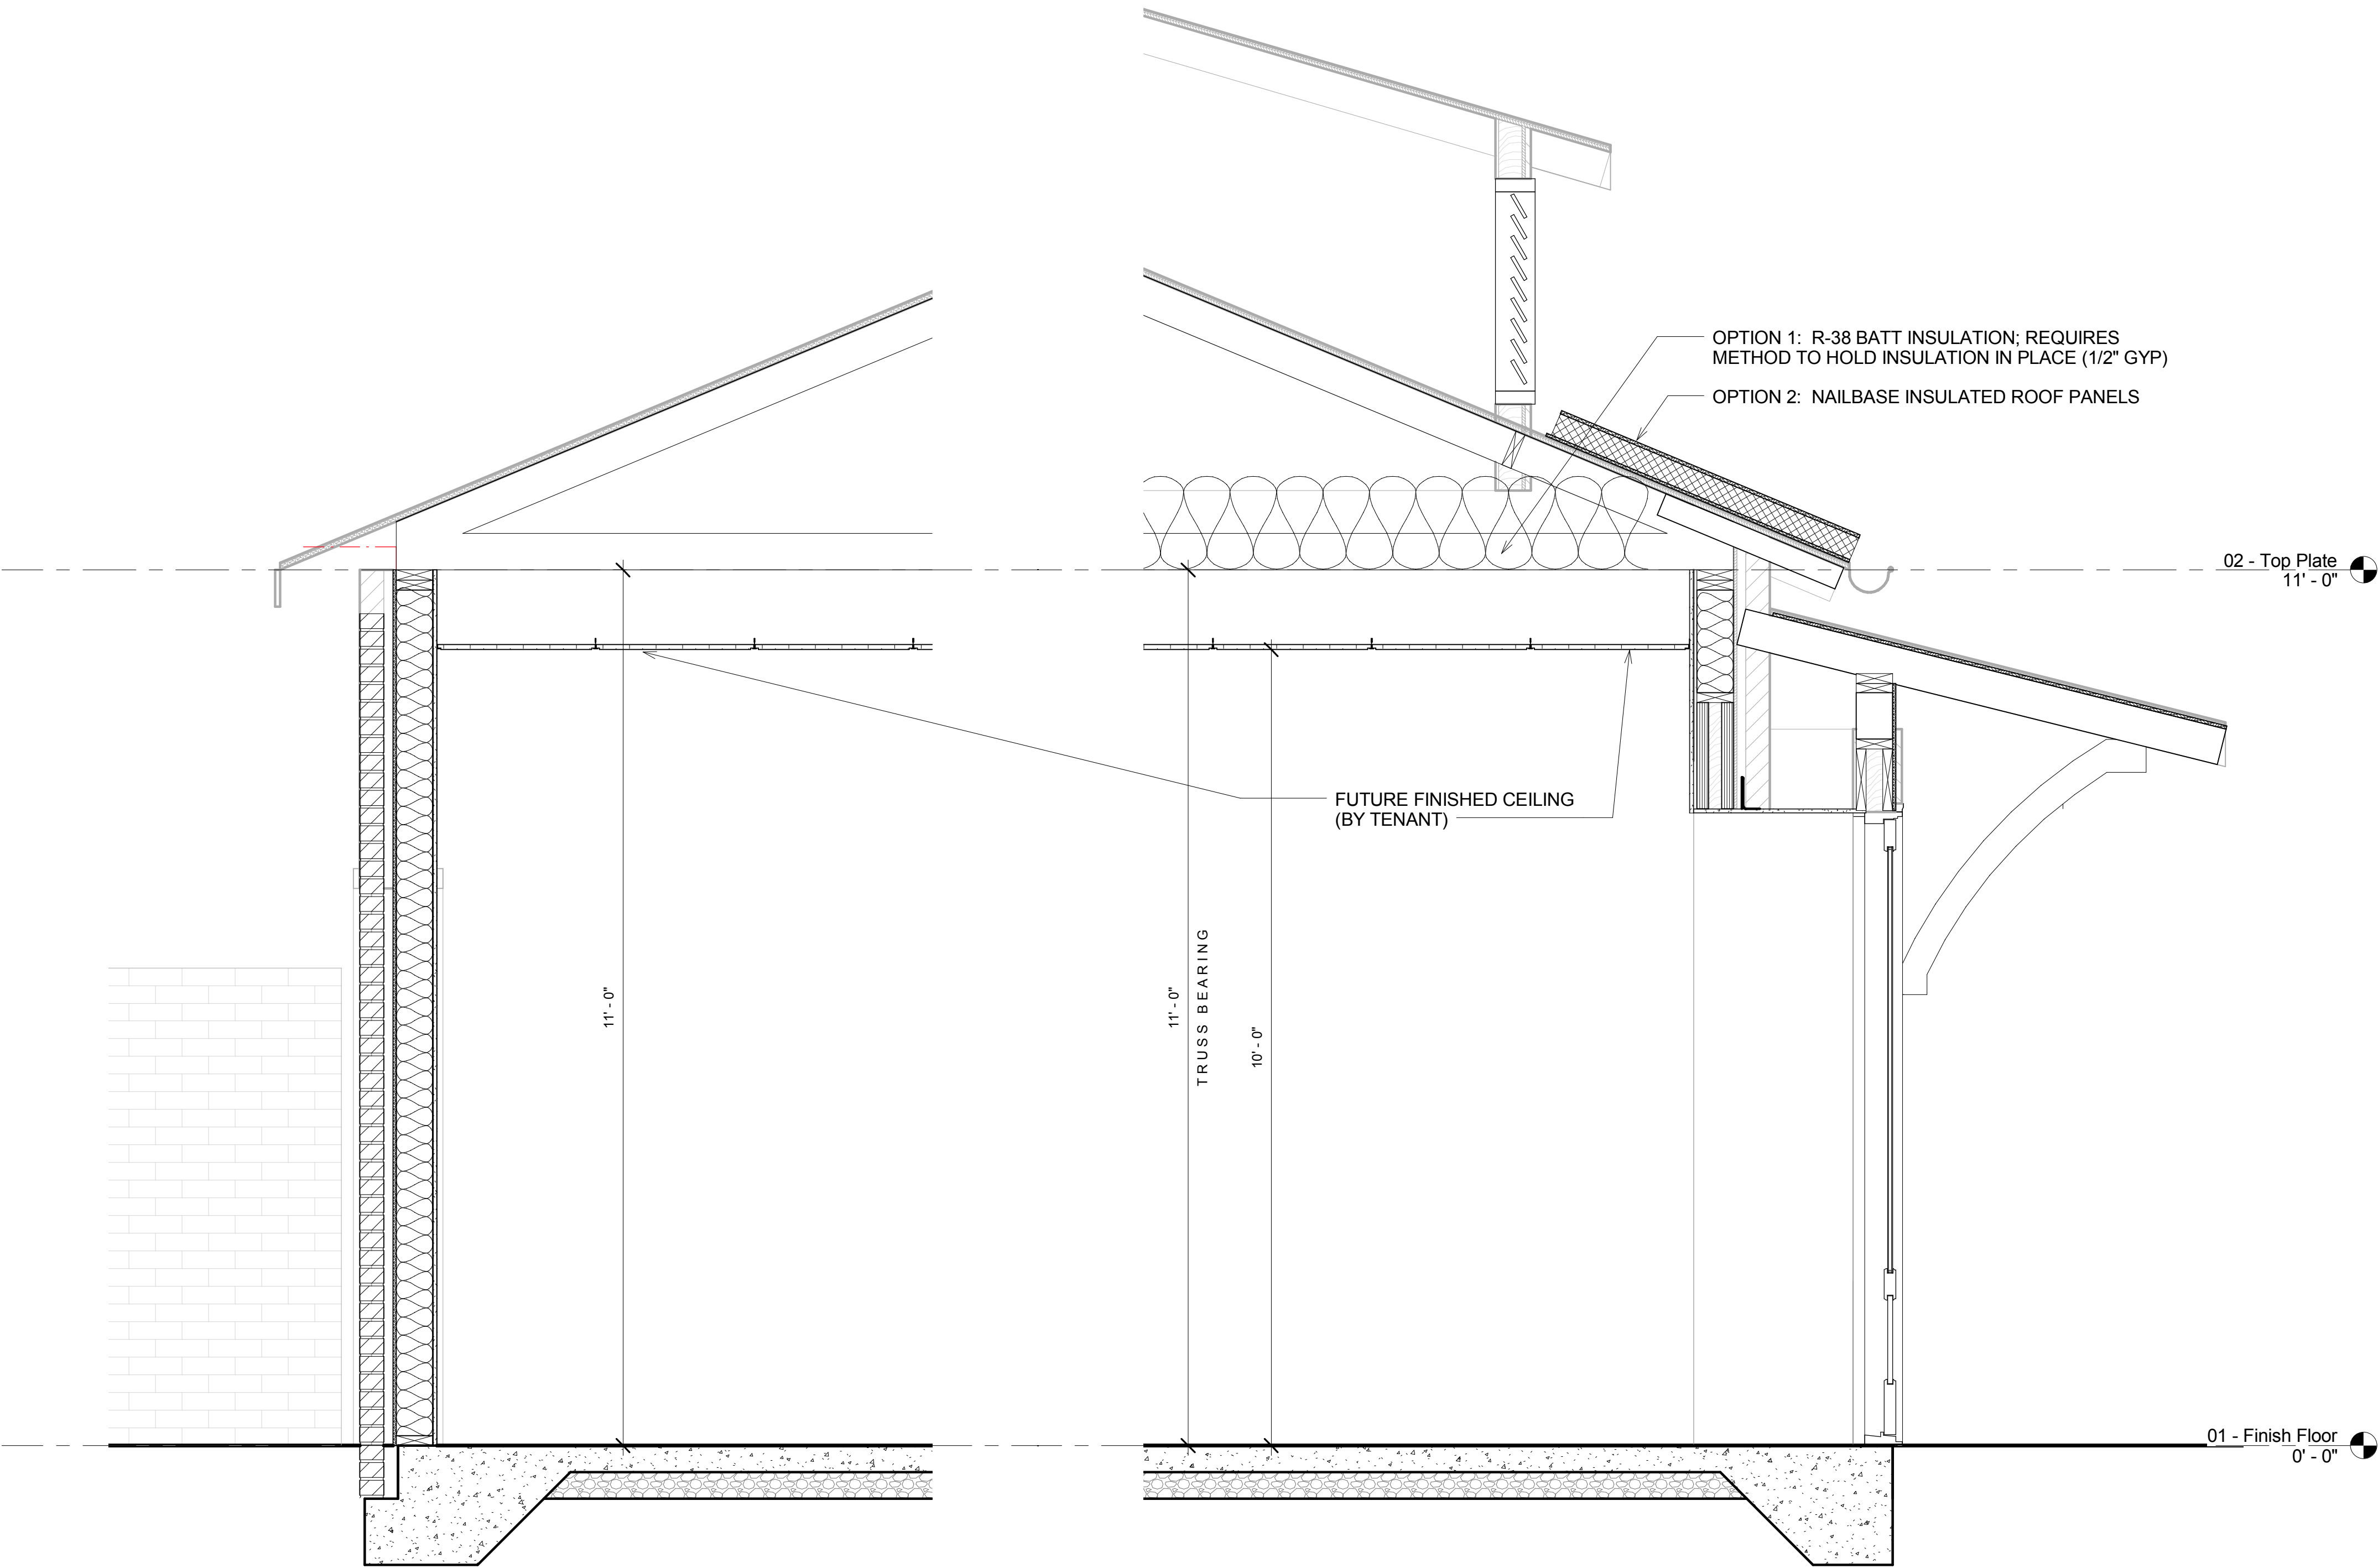 OPTION 1:  R-38 BATT INSULATION; REQUIRES
METHOD TO HOLD INSULATION IN PLACE (1/2" GYP)
OPTION 2:  NAILBASE INSULATED ROOF PANELS
02 - Top Plate
11' - 0"
FUTURE FINISHED CEILING
(BY TENANT)
11' - 0"
11' - 0"
TRUSS BEARING
10' - 0"
01 - Finish Floor
0' - 0"